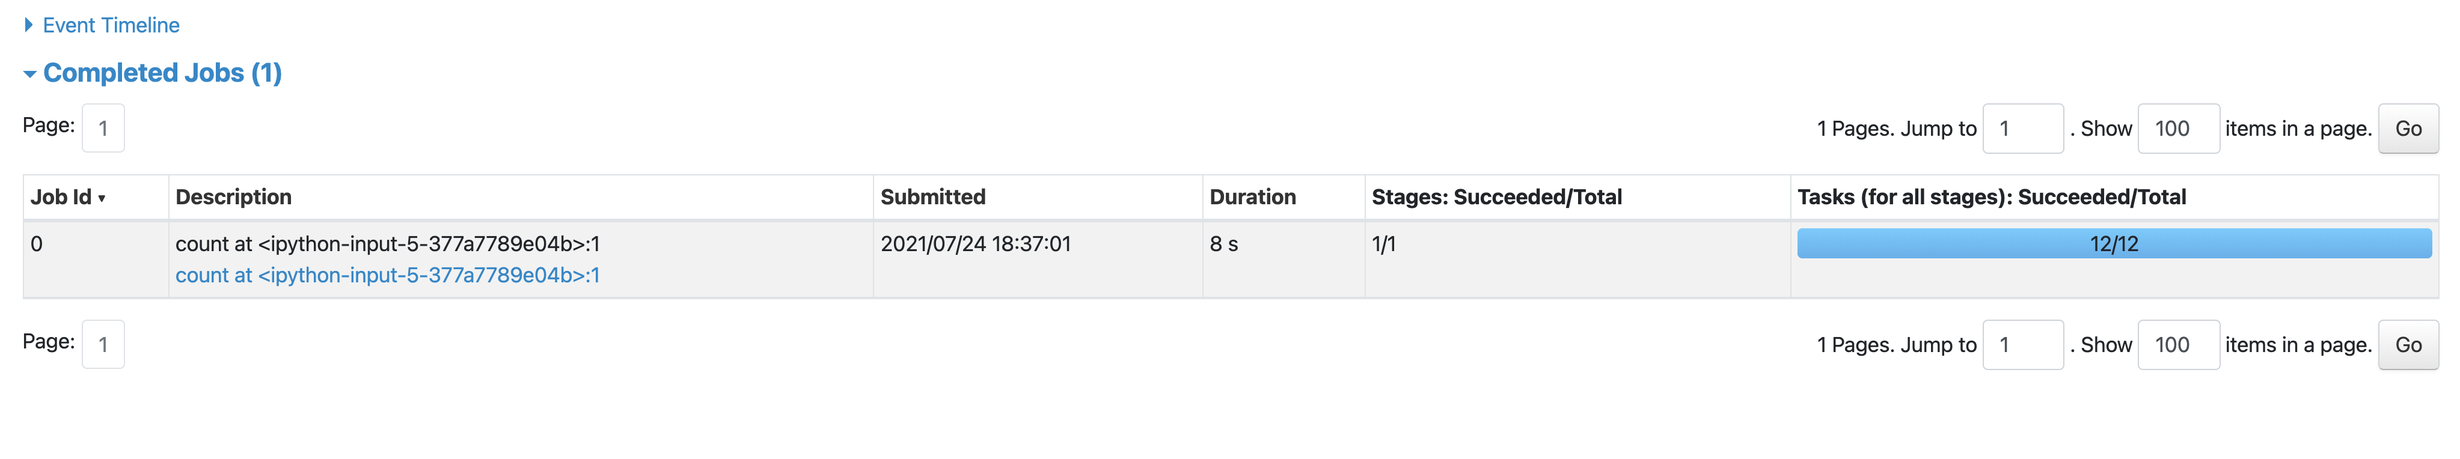 Event Timeline
Completed Jobs (1)
Page: 1
1 Pages. Jump to 1 . Show 100 items in a page. Go
Job Id ▾ Description Submitted Duration Stages: Succeeded/Total Tasks (for all stages): Succeeded/Total
0 count at <ipython-input-5-377a7789e04b>:1 2021/07/24 18:37:01 8 s 1/1 12/12
count at <ipython-input-5-377a7789e04b>:1
Page: 1
1 Pages. Jump to 1 . Show 100 items in a page. Go